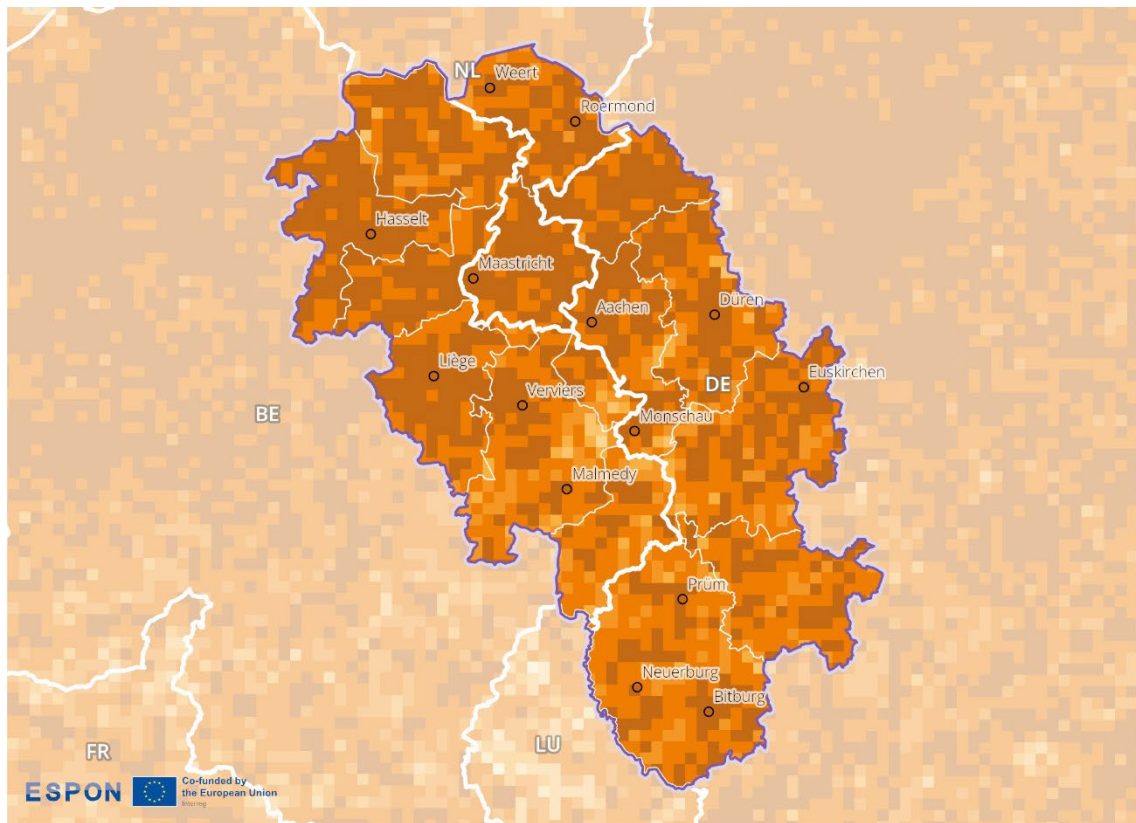 NL
Weert
Roermond
Hasselt
Maastricht
Aachen
Düren
Liège
Verviers
DE
Euskirchen
BE
Monschau
Malmedy
Prüm
Neuerburg
Bitburg
LU
FR
ESPON
Co-funded by
the European Union
Interreg